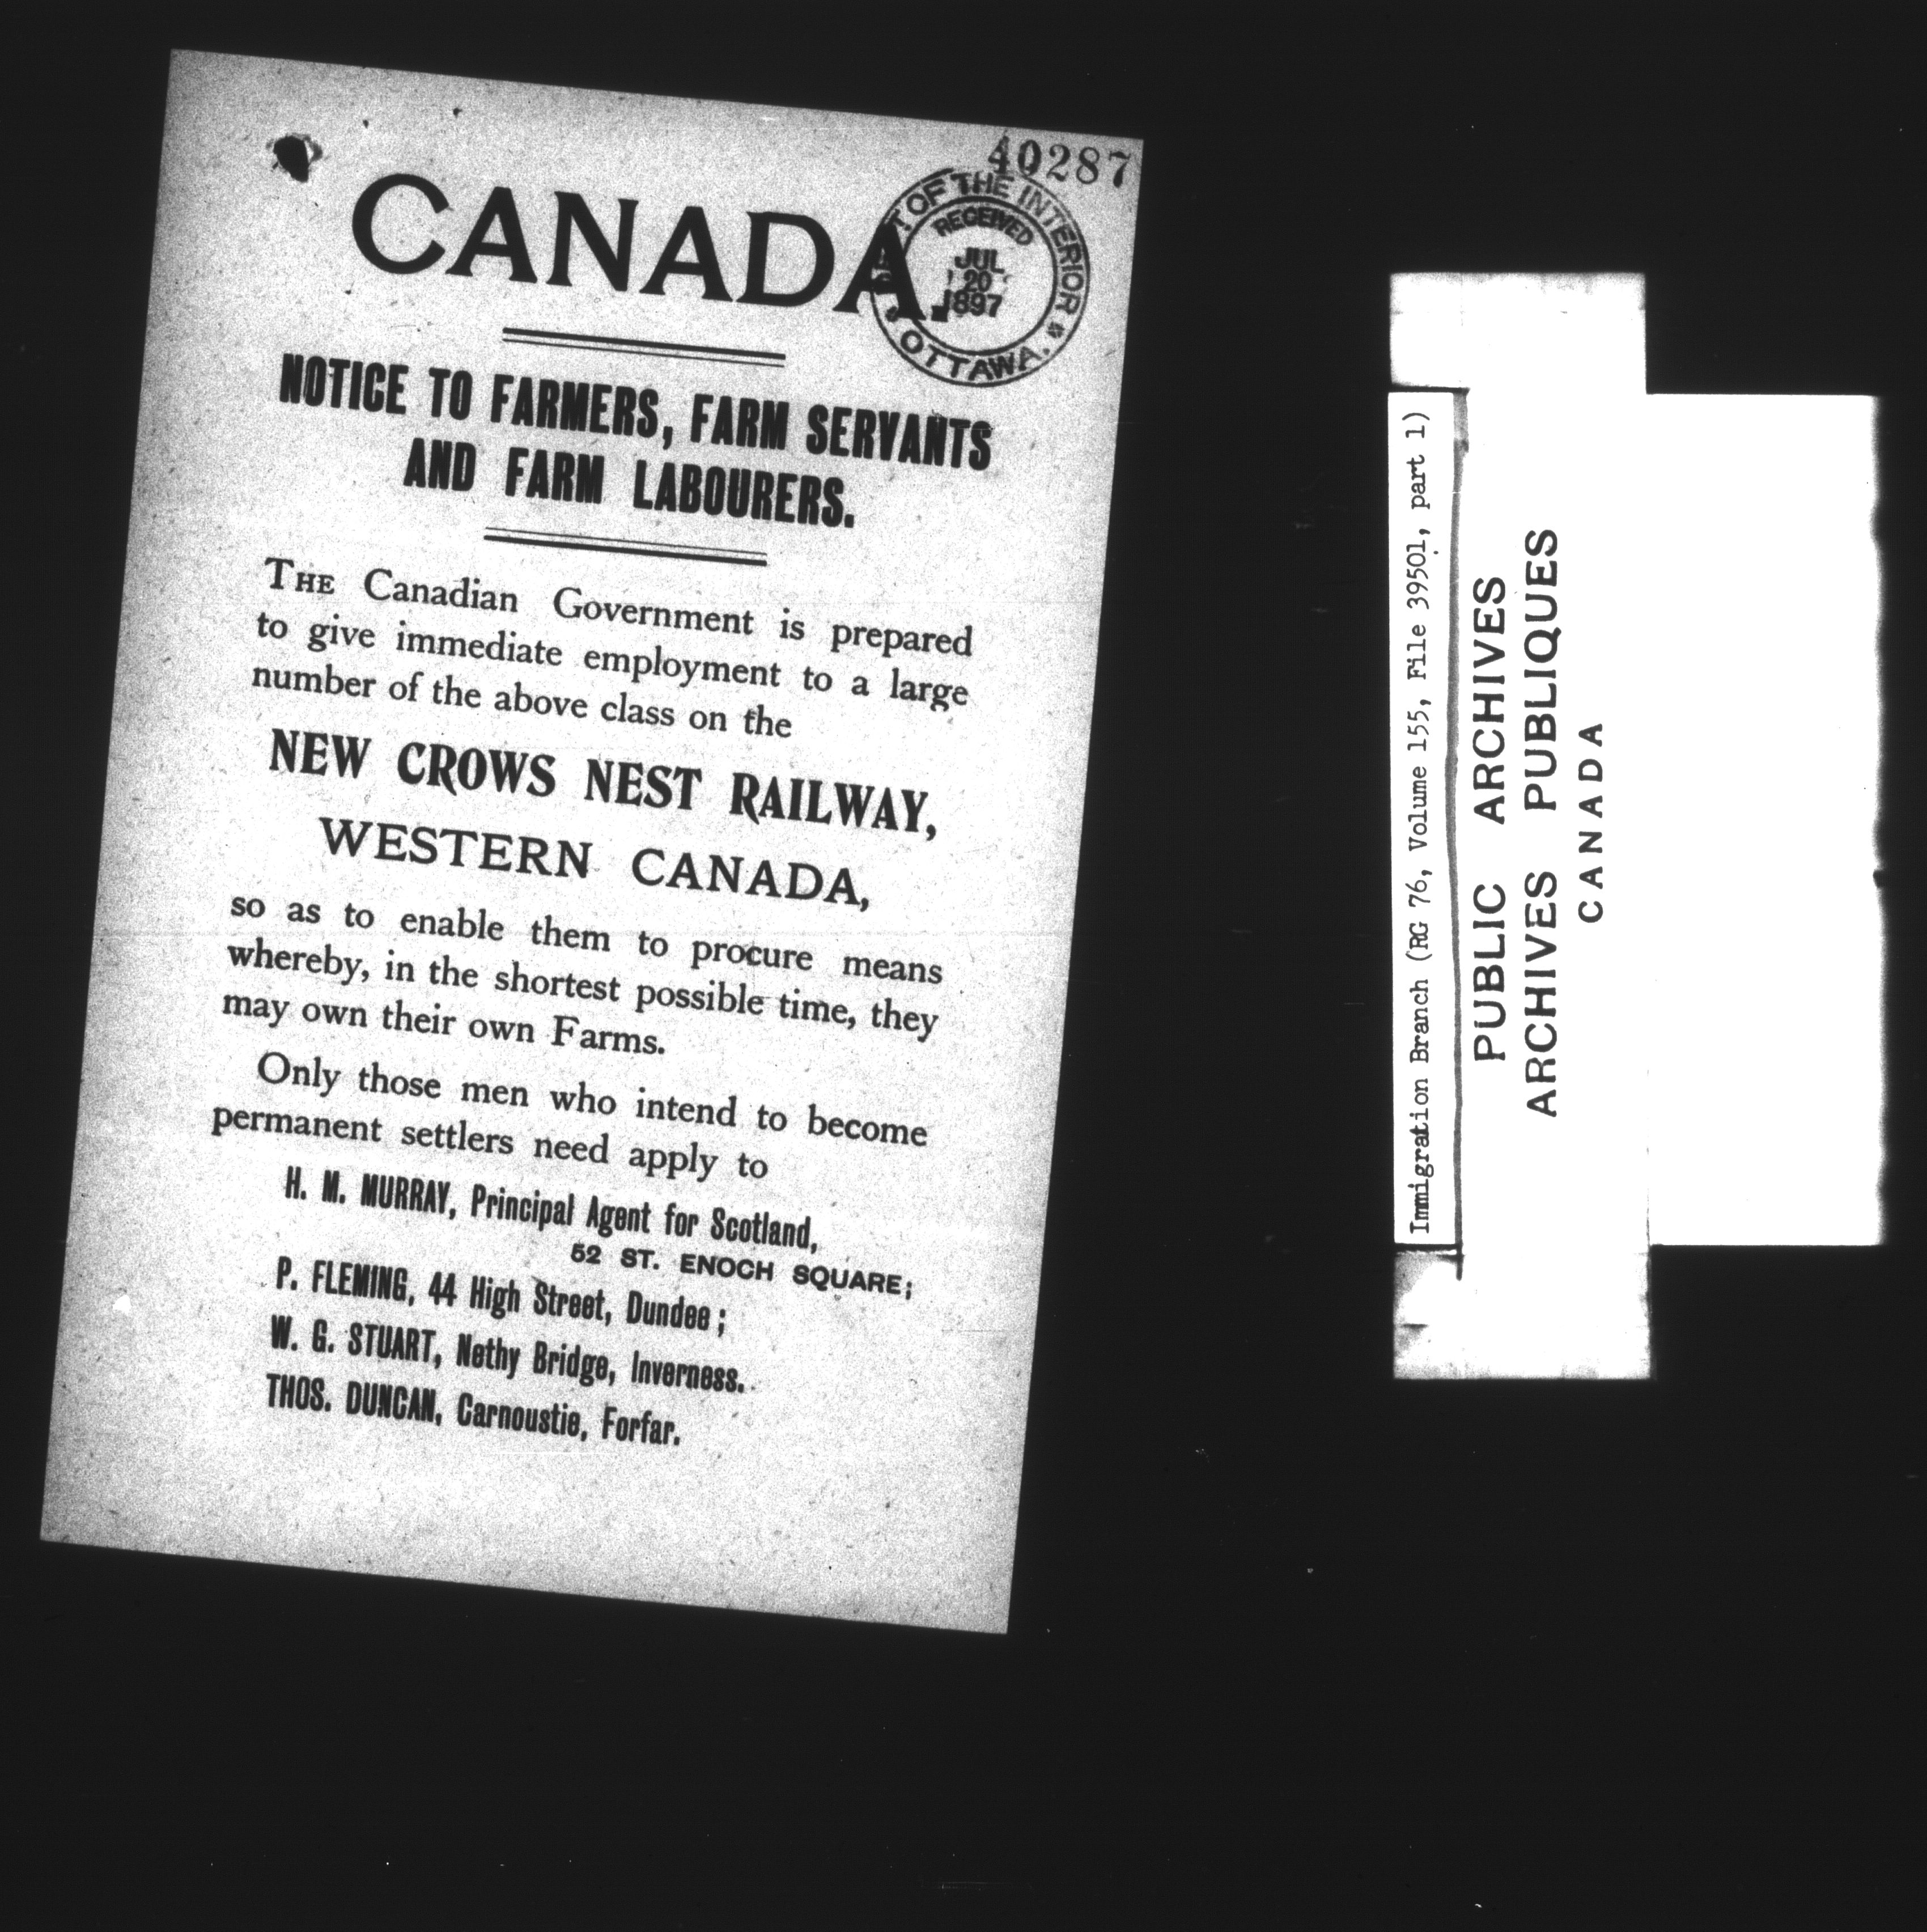 40287
CANADA.
T OF THE INTERIOR
RECEIVED
JUL
20
1897
OTTAWA.
NOTICE TO FARMERS, FARM SERVANTS
AND FARM LABOURERS.
THE Canadian Government is prepared
to give immediate employment to a large
number of the above class on the
NEW CROWS NEST RAILWAY,
WESTERN CANADA,
so as to enable them to procure means
whereby, in the shortest possible time, they
may own their own Farms.
Only those men who intend to become
permanent settlers need apply to
H. M. MURRAY, Principal Agent for Scotland,
52 ST. ENOCH SQUARE;
P. FLEMING, 44 High Street, Dundee;
W. G. STUART, Nethy Bridge, Inverness.
THOS. DUNCAN, Carnoustie, Forfar.
Immigration Branch (RG 76, Volume 155, File 39501, part 1)
PUBLIC ARCHIVES
ARCHIVES PUBLIQUES
CANADA